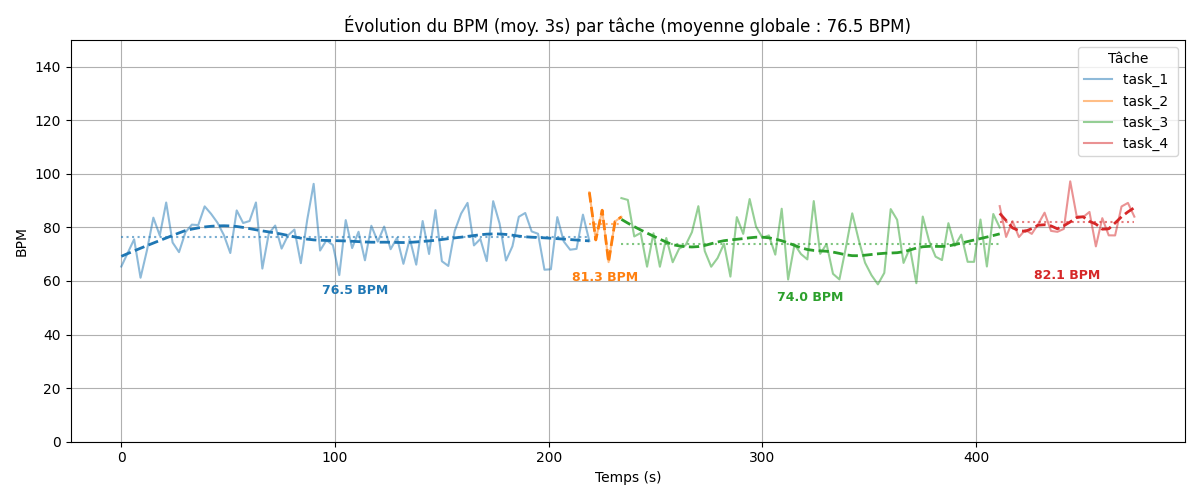 Évolution du BPM (moy. 3s) par tâche (moyenne globale : 76.5 BPM)
BPM
140
120
100
80
60
40
20
0
Tâche
task_1
task_2
task_3
task_4
76.5 BPM
81.3 BPM
74.0 BPM
82.1 BPM
0
100
200
300
400
Temps (s)